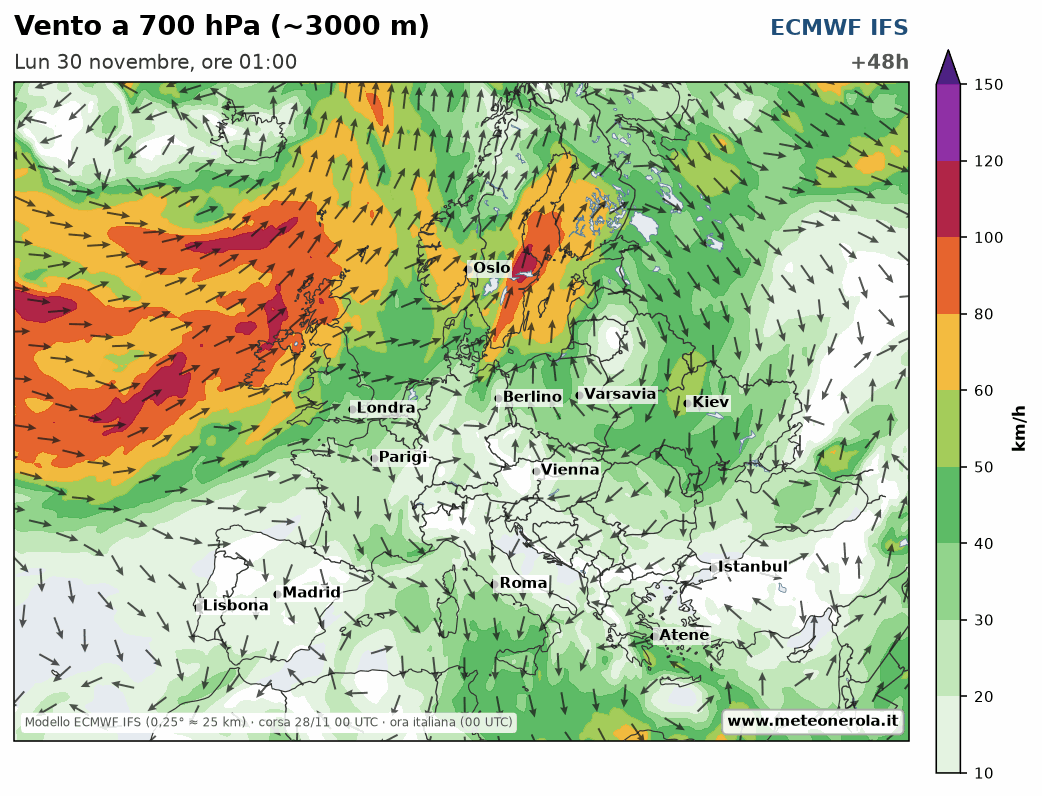 Vento a 700 hPa (~3000 m)
ECMWF IFS
Lun 30 novembre, ore 01:00
+48h
150
120
100
80
60
50
40
30
20
10
km/h
Oslo
Berlino
Varsavia
Kiev
Londra
Parigi
Vienna
Istanbul
Roma
Madrid
Lisbona
Atene
Modello ECMWF IFS (0,25° ≈ 25 km) · corsa 28/11 00 UTC · ora italiana (00 UTC)
www.meteonerola.it